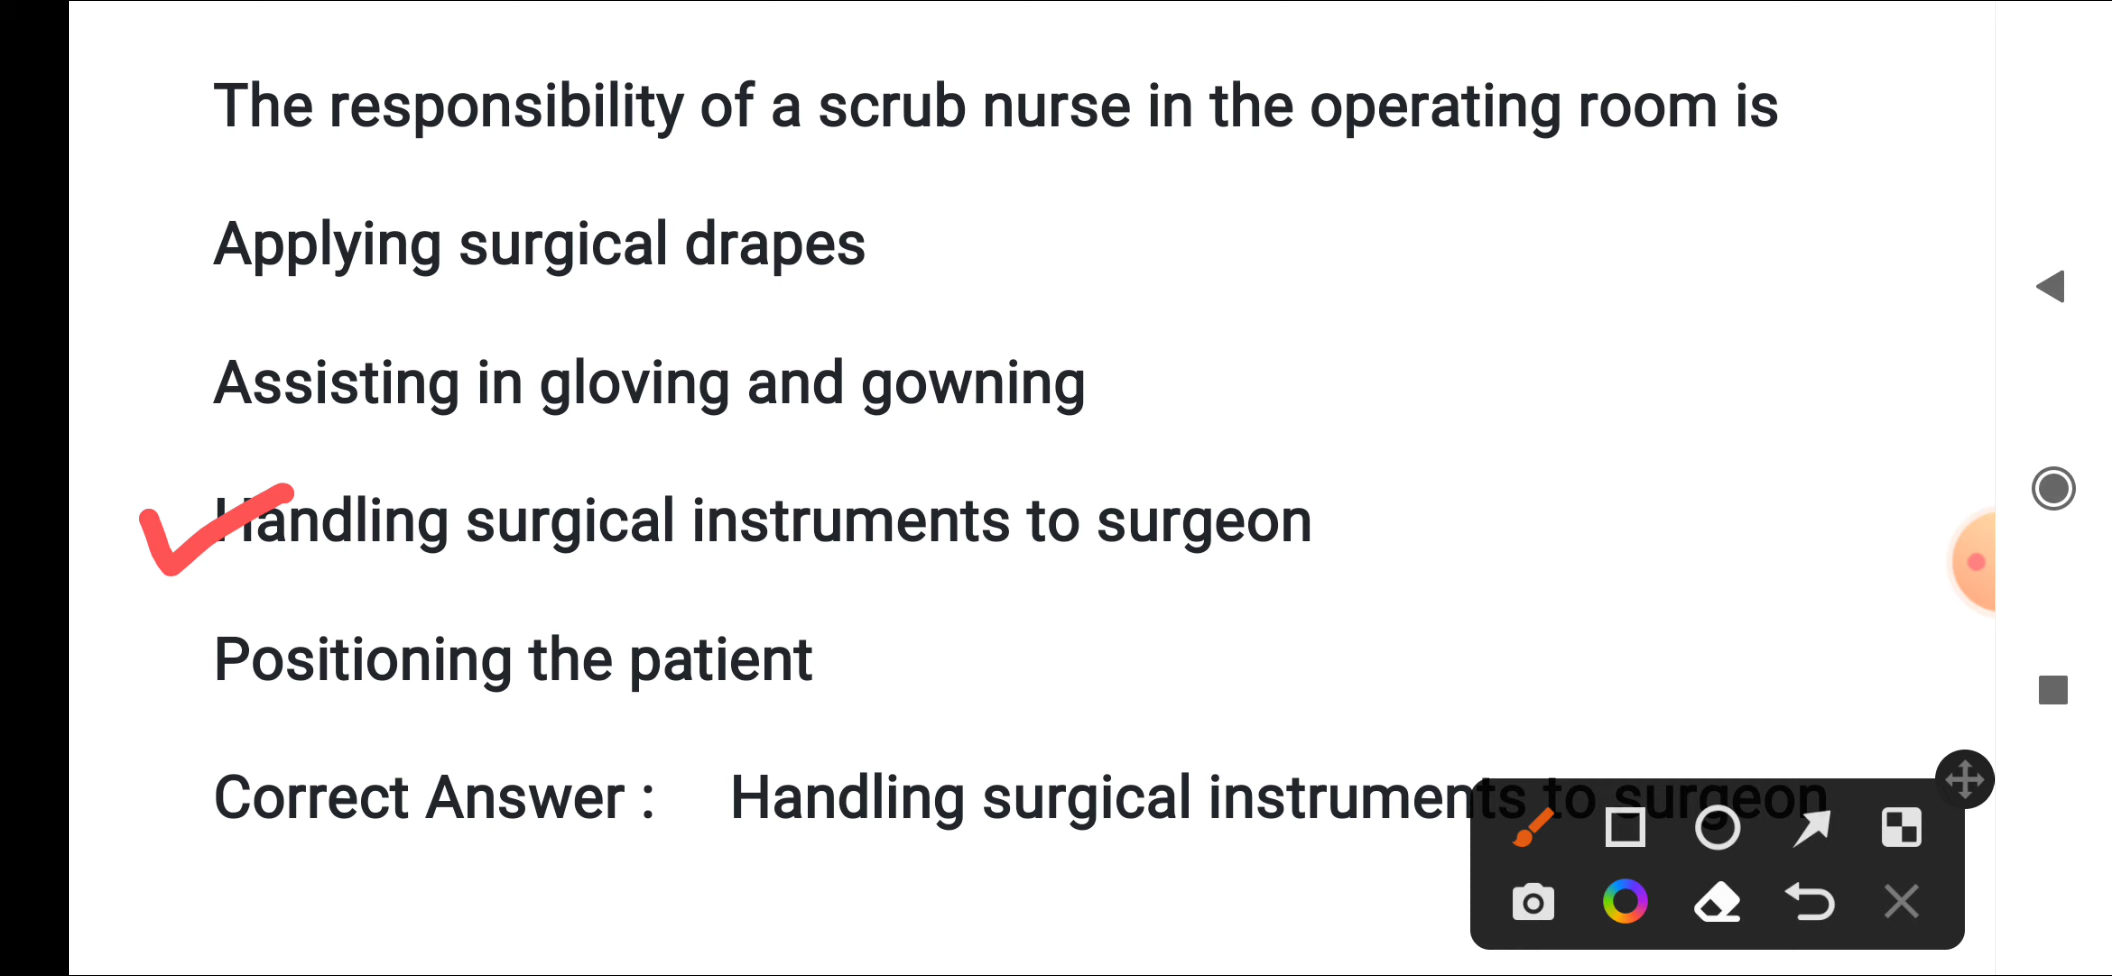 The responsibility of a scrub nurse in the operating room is
Applying surgical drapes
Assisting in gloving and gowning
Handling surgical instruments to surgeon
Positioning the patient
Correct Answer : Handling surgical instruments to surgeon